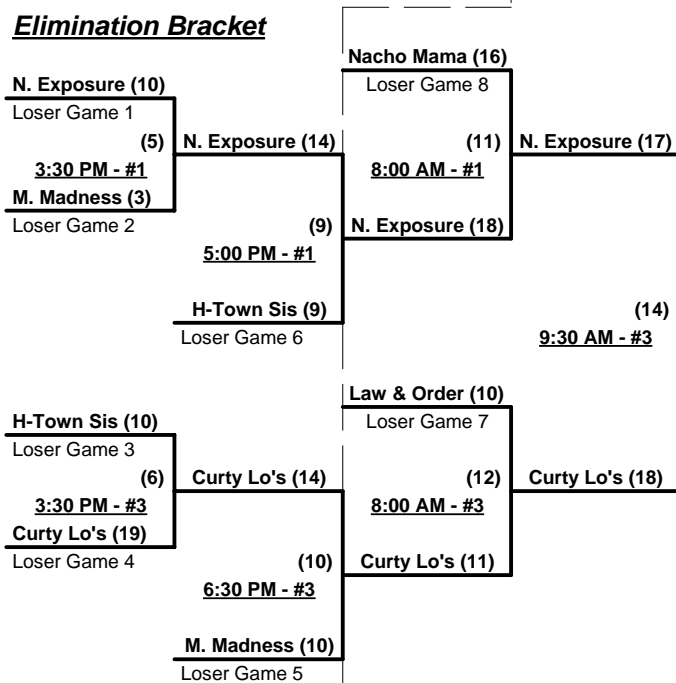 Elimination Bracket
Nacho Mama (16)
N. Exposure (10)
Loser Game 8
Loser Game 1
(5)
N. Exposure (14)
(11)
N. Exposure (17)
3:30 PM - #1
8:00 AM - #1
M. Madness (3)
Loser Game 2
(9)
N. Exposure (18)
5:00 PM - #1
H-Town Sis (9)
(14)
Loser Game 6
9:30 AM - #3
Law & Order (10)
H-Town Sis (10)
Loser Game 7
Loser Game 3
(6)
Curty Lo's (14)
(12)
Curty Lo's (18)
3:30 PM - #3
8:00 AM - #3
Curty Lo's (19)
Loser Game 4
(10)
Curty Lo's (11)
6:30 PM - #3
M. Madness (10)
Loser Game 5